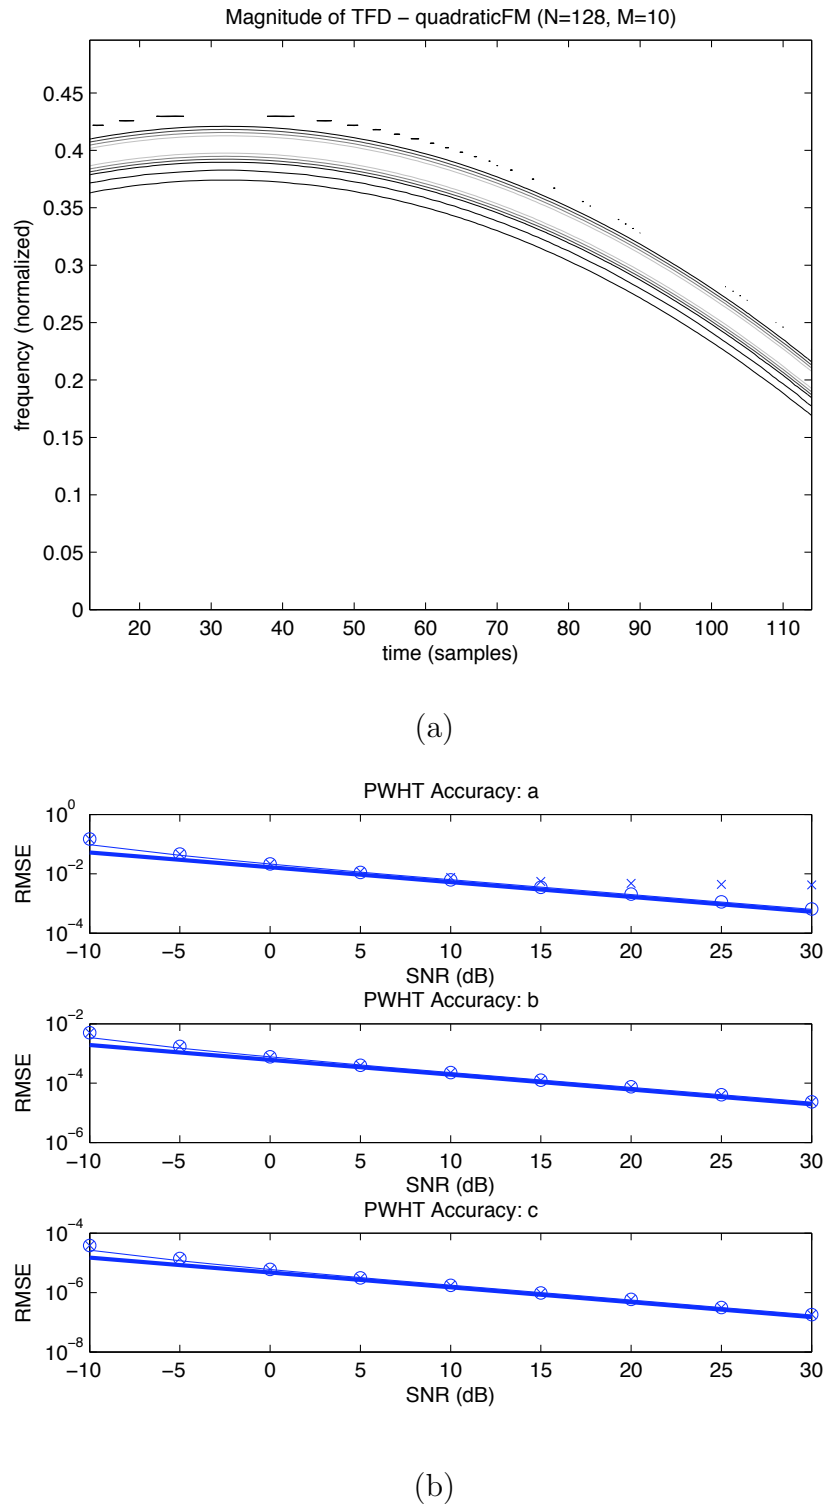 Magnitude of TFD − quadraticFM (N=128, M=10)
0.45
0.4
0.35
0.3
0.25
0.2
0.15
0.1
0.05
0
frequency (normalized)
20 30 40 50 60 70 80 90 100 110
time (samples)
(a)
PWHT Accuracy: a
10^0
10^−2
10^−4
RMSE
−10 −5 0 5 10 15 20 25 30
SNR (dB)
PWHT Accuracy: b
10^−2
10^−4
10^−6
RMSE
−10 −5 0 5 10 15 20 25 30
SNR (dB)
PWHT Accuracy: c
10^−4
10^−6
10^−8
RMSE
−10 −5 0 5 10 15 20 25 30
SNR (dB)
(b)